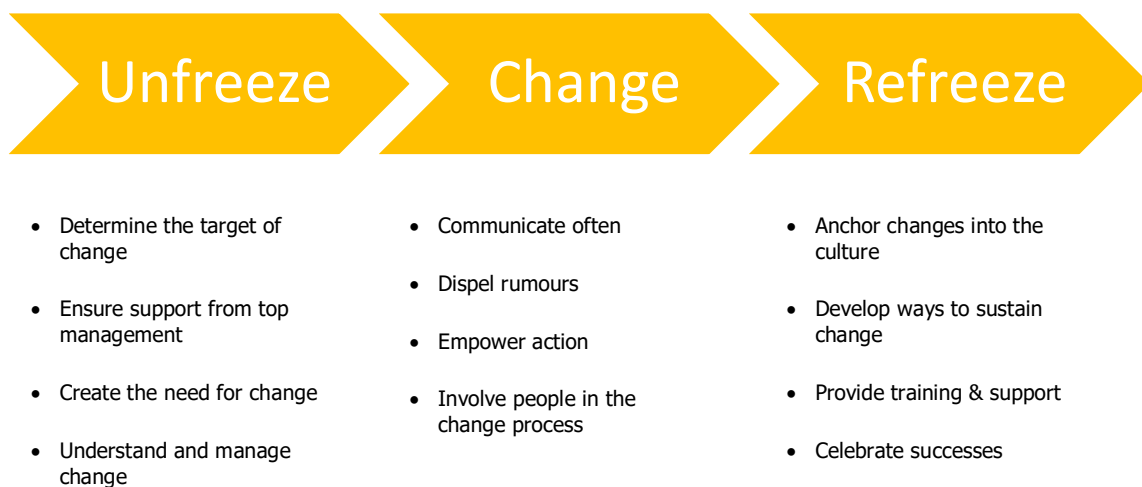 Unfreeze
Change
Refreeze
• Determine the target of
change
• Ensure support from top
management
• Create the need for change
• Understand and manage
change
• Communicate often
• Dispel rumours
• Empower action
• Involve people in the
change process
• Anchor changes into the
culture
• Develop ways to sustain
change
• Provide training & support
• Celebrate successes